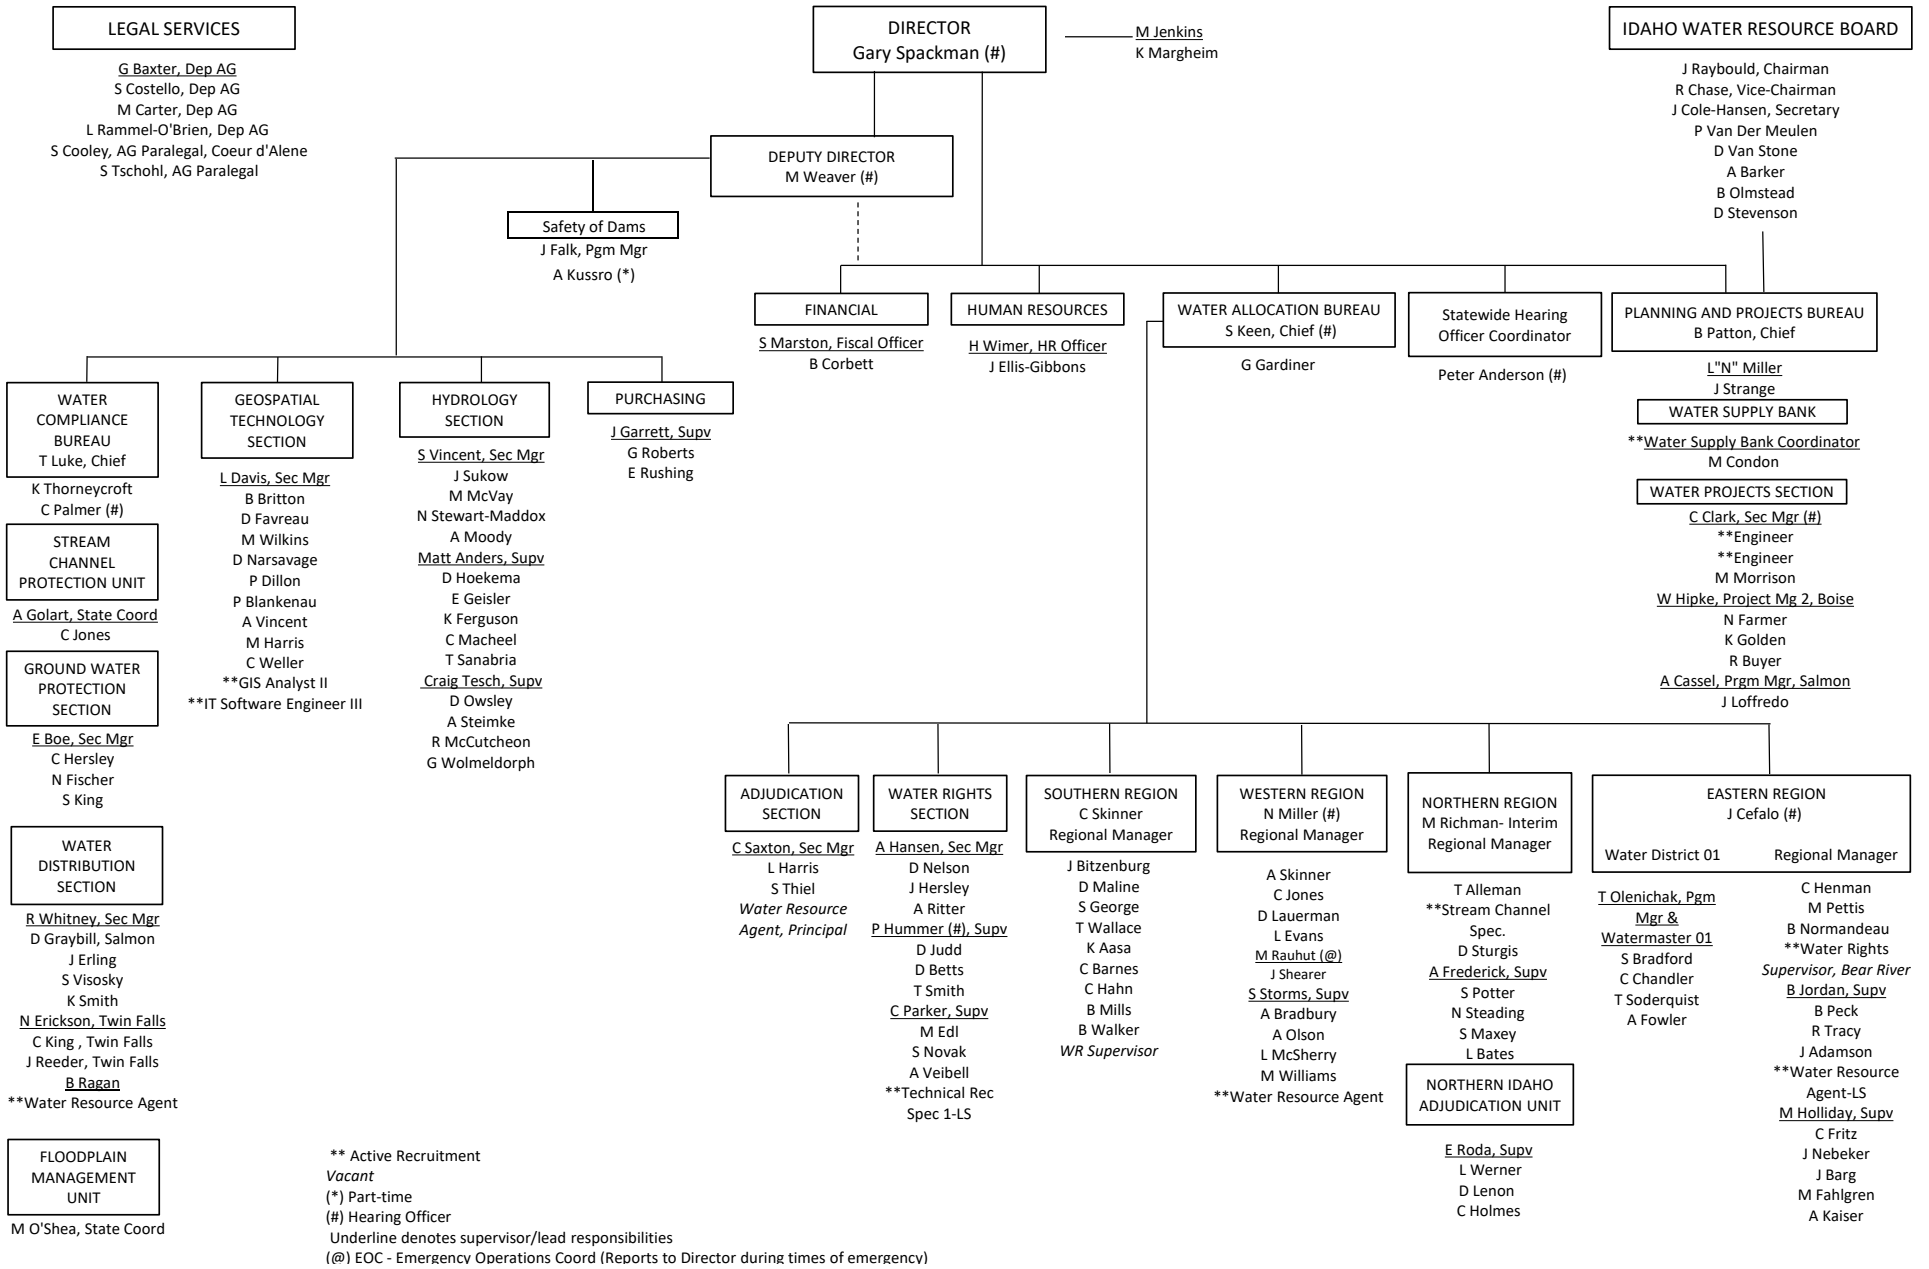 LEGAL SERVICES
G Baxter, Dep AG
S Costello, Dep AG
M Carter, Dep AG
L Rammel-O'Brien, Dep AG
S Cooley, AG Paralegal, Coeur d'Alene
S Tschohl, AG Paralegal
DIRECTOR
Gary Spackman (#)
M Jenkins
K Margheim
IDAHO WATER RESOURCE BOARD
J Raybould, Chairman
R Chase, Vice-Chairman
J Cole-Hansen, Secretary
P Van Der Meulen
D Van Stone
A Barker
B Olmstead
D Stevenson
DEPUTY DIRECTOR
M Weaver (#)
Safety of Dams
J Falk, Pgm Mgr
A Kussro (*)
FINANCIAL
S Marston, Fiscal Officer
B Corbett
HUMAN RESOURCES
H Wimer, HR Officer
J Ellis-Gibbons
WATER ALLOCATION BUREAU
S Keen, Chief (#)
G Gardiner
Statewide Hearing
Officer Coordinator
Peter Anderson (#)
PLANNING AND PROJECTS BUREAU
B Patton, Chief
L"N" Miller
J Strange
WATER SUPPLY BANK
**Water Supply Bank Coordinator
M Condon
WATER PROJECTS SECTION
C Clark, Sec Mgr (#)
**Engineer
**Engineer
M Morrison
W Hipke, Project Mg 2, Boise
N Farmer
K Golden
R Buyer
A Cassel, Prgm Mgr, Salmon
J Loffredo
WATER
COMPLIANCE
BUREAU
T Luke, Chief
K Thorneycroft
C Palmer (#)
STREAM
CHANNEL
PROTECTION UNIT
A Golart, State Coord
C Jones
GROUND WATER
PROTECTION
SECTION
E Boe, Sec Mgr
C Hersley
N Fischer
S King
WATER
DISTRIBUTION
SECTION
R Whitney, Sec Mgr
D Graybill, Salmon
J Erling
S Visosky
K Smith
N Erickson, Twin Falls
C King , Twin Falls
J Reeder, Twin Falls
B Ragan
**Water Resource Agent
FLOODPLAIN
MANAGEMENT
UNIT
M O'Shea, State Coord
GEOSPATIAL
TECHNOLOGY
SECTION
L Davis, Sec Mgr
B Britton
D Favreau
M Wilkins
D Narsavage
P Dillon
P Blankenau
A Vincent
M Harris
C Weller
**GIS Analyst II
**IT Software Engineer III
HYDROLOGY
SECTION
S Vincent, Sec Mgr
J Sukow
M McVay
N Stewart-Maddox
A Moody
Matt Anders, Supv
D Hoekema
E Geisler
K Ferguson
C Macheel
T Sanabria
Craig Tesch, Supv
D Owsley
A Steimke
R McCutcheon
G Wolmeldorph
PURCHASING
J Garrett, Supv
G Roberts
E Rushing
ADJUDICATION
SECTION
C Saxton, Sec Mgr
L Harris
S Thiel
Water Resource
Agent, Principal
WATER RIGHTS
SECTION
A Hansen, Sec Mgr
D Nelson
J Hersley
A Ritter
P Hummer (#), Supv
D Judd
D Betts
T Smith
C Parker, Supv
M Edl
S Novak
A Veibell
**Technical Rec
Spec 1-LS
SOUTHERN REGION
C Skinner
Regional Manager
J Bitzenburg
D Maline
S George
T Wallace
K Aasa
C Barnes
C Hahn
B Mills
B Walker
WR Supervisor
WESTERN REGION
N Miller (#)
Regional Manager
A Skinner
C Jones
D Lauerman
L Evans
M Rauhut (@)
J Shearer
S Storms, Supv
A Bradbury
A Olson
L McSherry
M Williams
**Water Resource Agent
NORTHERN REGION
M Richman- Interim
Regional Manager
T Alleman
**Stream Channel
Spec.
D Sturgis
A Frederick, Supv
S Potter
N Steading
S Maxey
L Bates
NORTHERN IDAHO
ADJUDICATION UNIT
E Roda, Supv
L Werner
D Lenon
C Holmes
EASTERN REGION
J Cefalo (#)
Water District 01
Regional Manager
T Olenichak, Pgm
Mgr &
Watermaster 01
S Bradford
C Chandler
T Soderquist
A Fowler
C Henman
M Pettis
B Normandeau
**Water Rights
Supervisor, Bear River
B Jordan, Supv
B Peck
R Tracy
J Adamson
**Water Resource
Agent-LS
M Holliday, Supv
C Fritz
J Nebeker
J Barg
M Fahlgren
A Kaiser
** Active Recruitment
Vacant
(*) Part-time
(#) Hearing Officer
Underline denotes supervisor/lead responsibilities
(@) EOC - Emergency Operations Coord (Reports to Director during times of emergency)